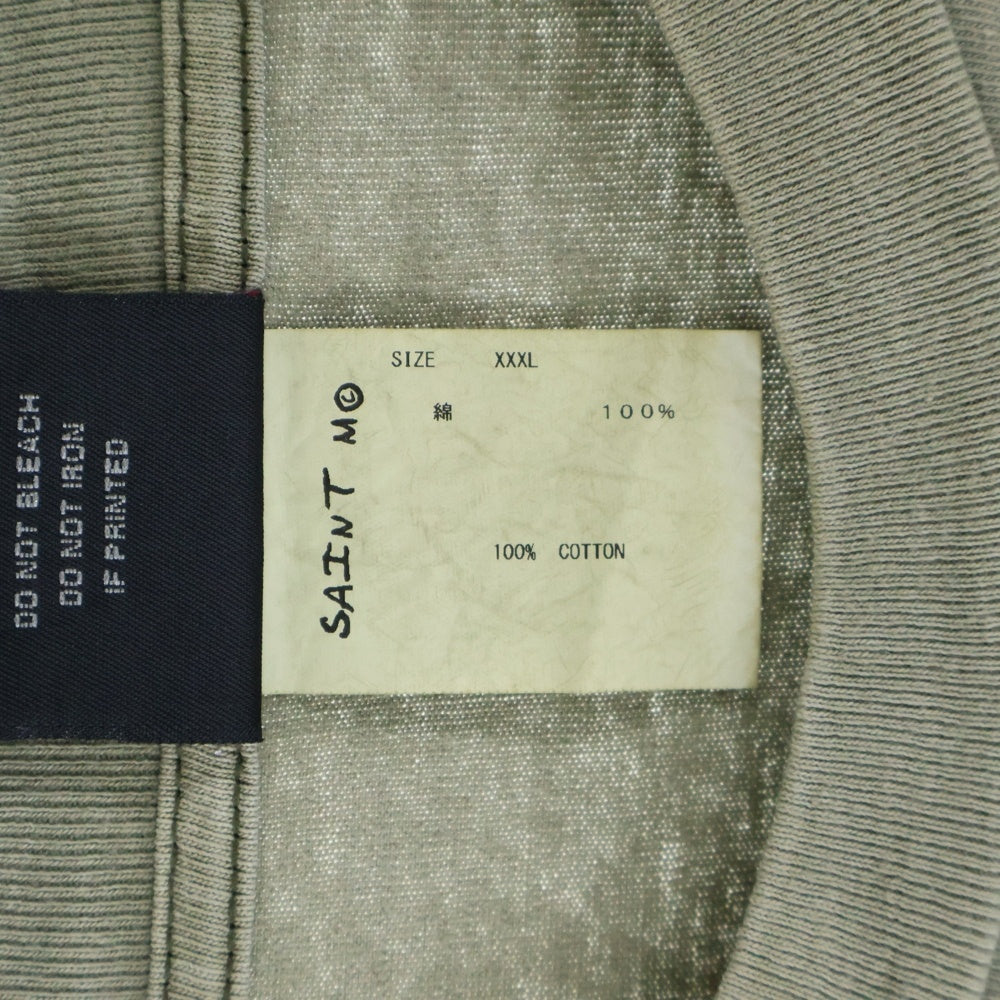 DO NOT BLEACH
DO NOT IRON
IF PRINTED
SAINT M©
SIZE XXXL
綿 100%
100% COTTON